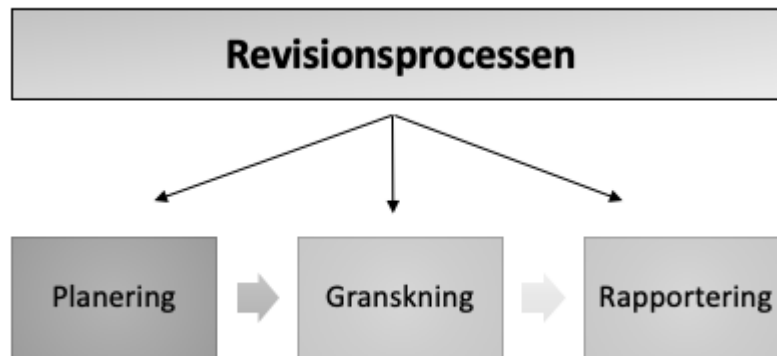 Revisionsprocessen
Planering
Granskning
Rapportering